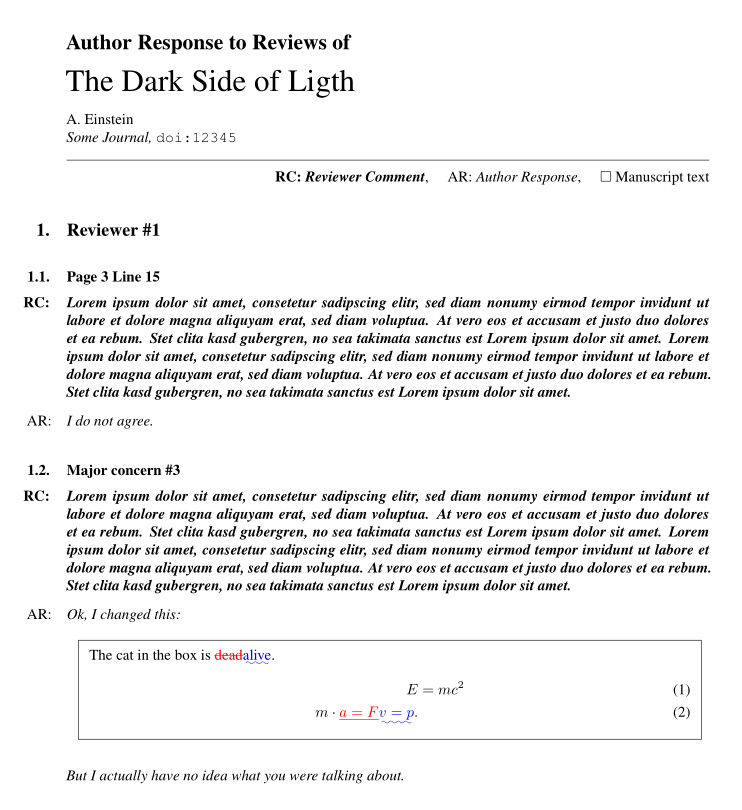 Author Response to Reviews of
The Dark Side of Ligth
A. Einstein
Some Journal, doi:12345
RC: Reviewer Comment, AR: Author Response, □ Manuscript text
1. Reviewer #1
1.1. Page 3 Line 15
RC: Lorem ipsum dolor sit amet, consetetur sadipscing elitr, sed diam nonumy eirmod tempor invidunt ut
labore et dolore magna aliquyam erat, sed diam voluptua. At vero eos et accusam et justo duo dolores
et ea rebum. Stet clita kasd gubergren, no sea takimata sanctus est Lorem ipsum dolor sit amet. Lorem
ipsum dolor sit amet, consetetur sadipscing elitr, sed diam nonumy eirmod tempor invidunt ut labore et
dolore magna aliquyam erat, sed diam voluptua. At vero eos et accusam et justo duo dolores et ea rebum.
Stet clita kasd gubergren, no sea takimata sanctus est Lorem ipsum dolor sit amet.
AR: I do not agree.
1.2. Major concern #3
RC: Lorem ipsum dolor sit amet, consetetur sadipscing elitr, sed diam nonumy eirmod tempor invidunt ut
labore et dolore magna aliquyam erat, sed diam voluptua. At vero eos et accusam et justo duo dolores
et ea rebum. Stet clita kasd gubergren, no sea takimata sanctus est Lorem ipsum dolor sit amet. Lorem
ipsum dolor sit amet, consetetur sadipscing elitr, sed diam nonumy eirmod tempor invidunt ut labore et
dolore magna aliquyam erat, sed diam voluptua. At vero eos et accusam et justo duo dolores et ea rebum.
Stet clita kasd gubergren, no sea takimata sanctus est Lorem ipsum dolor sit amet.
AR: Ok, I changed this:
The cat in the box is deadalive.
E = mc² (1)
m · a = Fv = p. (2)
But I actually have no idea what you were talking about.